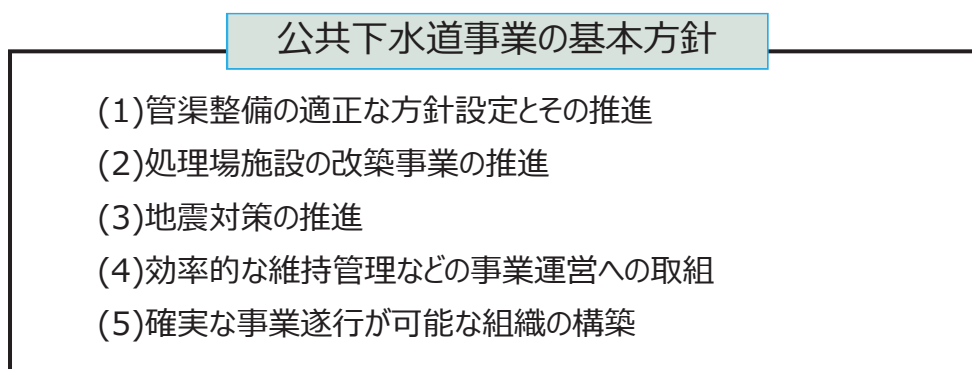 公共下水道事業の基本方針
(1)管渠整備の適正な方針設定とその推進
(2)処理場施設の改築事業の推進
(3)地震対策の推進
(4)効率的な維持管理などの事業運営への取組
(5)確実な事業遂行が可能な組織の構築